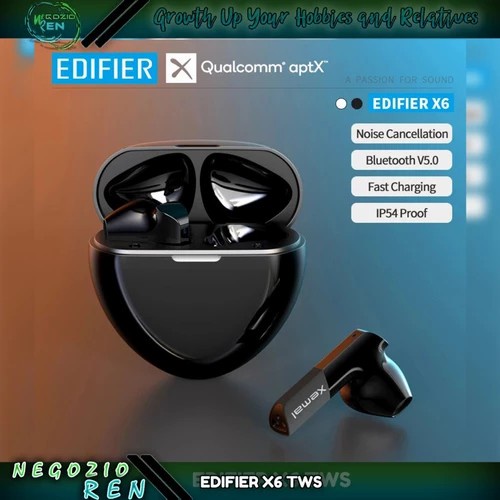 NEGOZIO
REN
Growth Up Your Hobbies and Relatives
EDIFIER
Qualcomm® aptX™
A PASSION FOR SOUND
EDIFIER X6
Noise Cancellation
Bluetooth V5.0
Fast Charging
IP54 Proof
Xemal
NEGOZIO
REN
EDIFIER X6 TWS